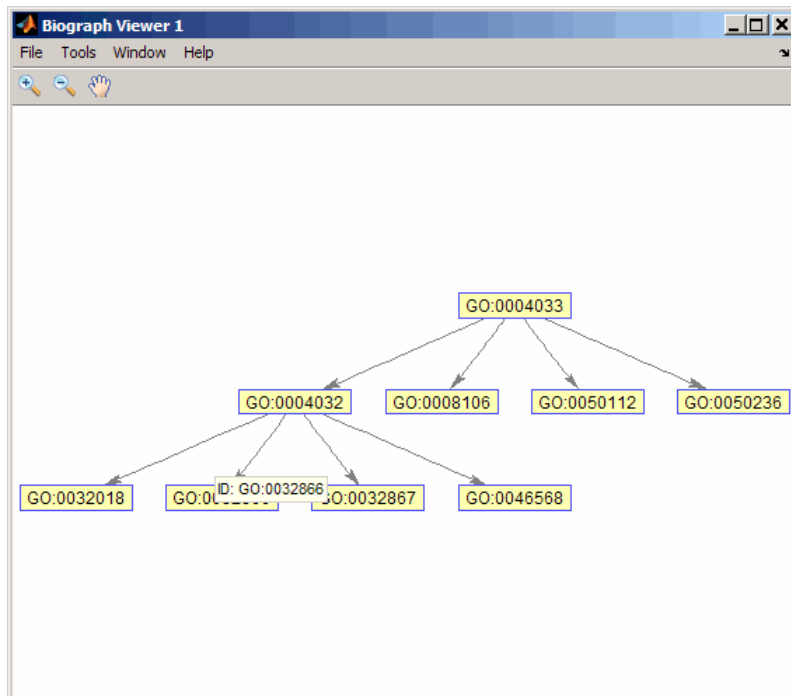 Biograph Viewer 1
File Tools Window Help
GO:0004033
GO:0004032 GO:0008106 GO:0050112 GO:0050236
ID: GO:0032866
GO:0032018 GO:0032867 GO:0046568